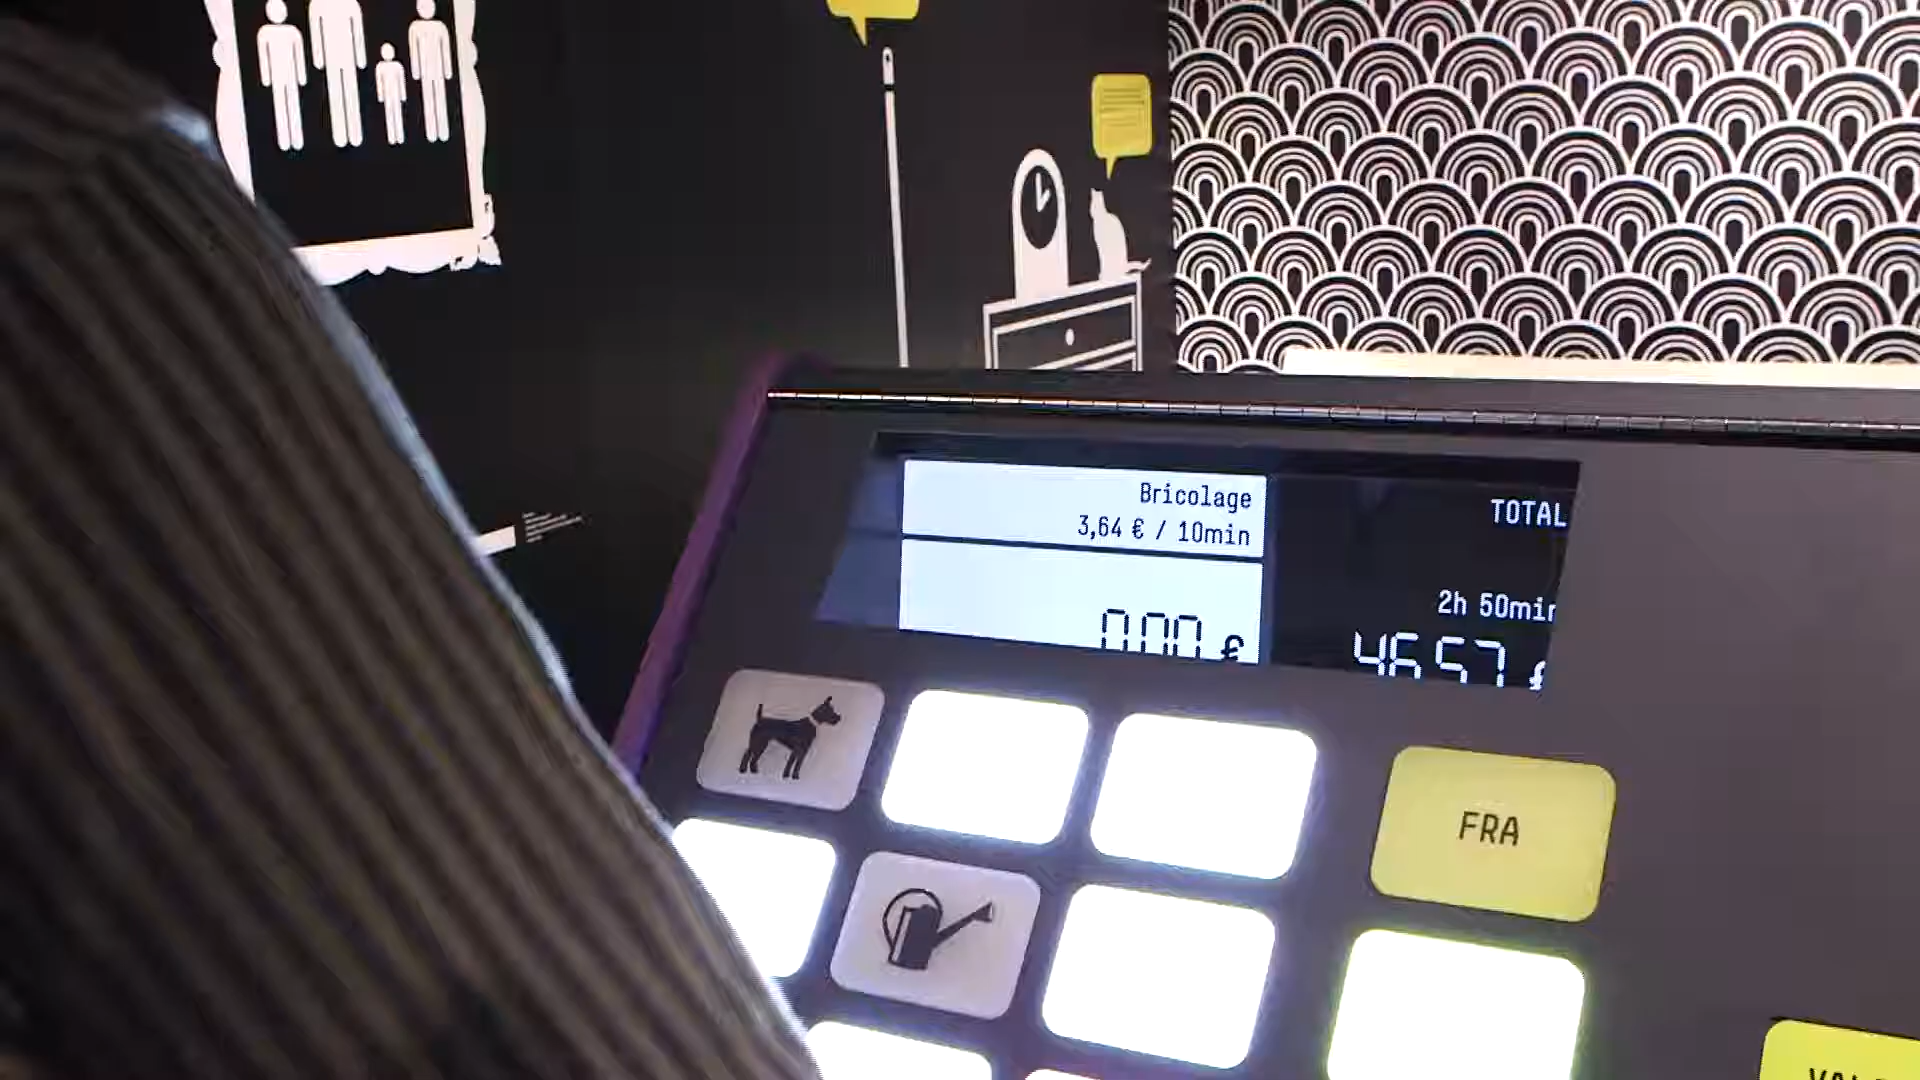 Bricolage
3,64 € / 10min
0.00 €
TOTAL
2h 50min
46.57 €
FRA